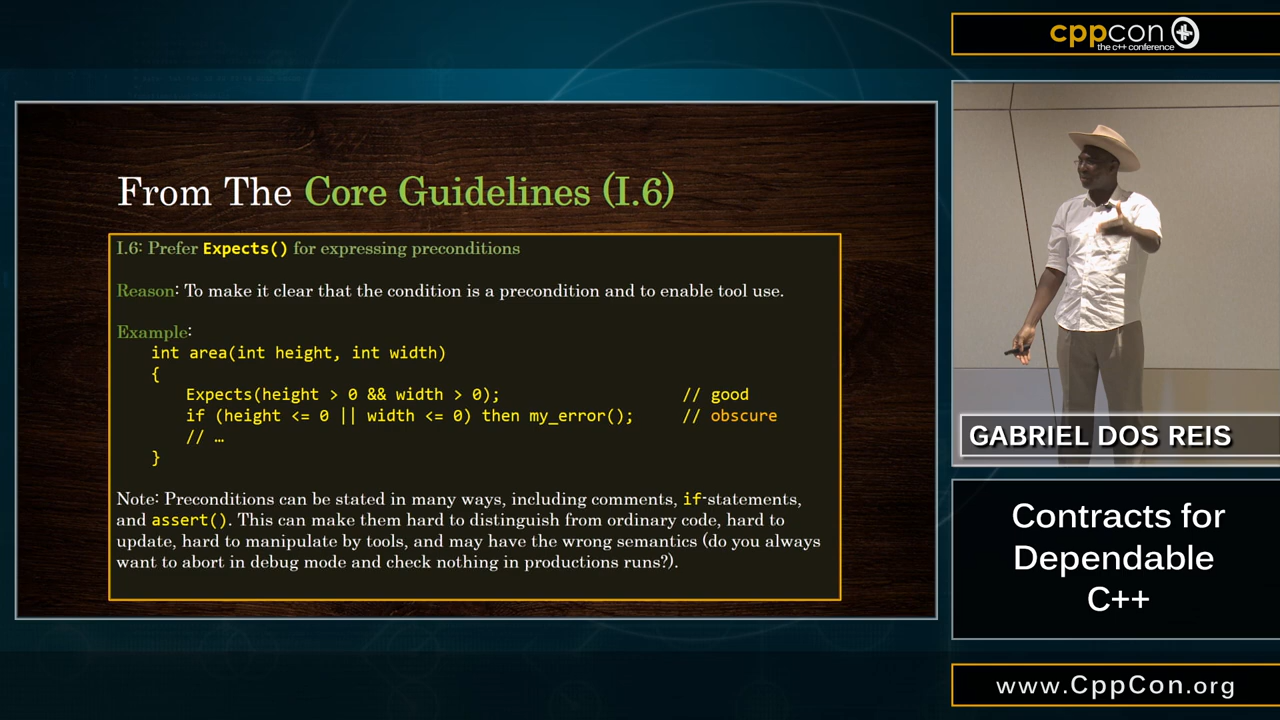 From The Core Guidelines (I.6)
I.6: Prefer Expects() for expressing preconditions
Reason: To make it clear that the condition is a precondition and to enable tool use.
Example:
int area(int height, int width)
{
Expects(height > 0 && width > 0); // good
if (height <= 0 || width <= 0) then my_error(); // obscure
// …
}
Note: Preconditions can be stated in many ways, including comments, if-statements,
and assert(). This can make them hard to distinguish from ordinary code, hard to
update, hard to manipulate by tools, and may have the wrong semantics (do you always
want to abort in debug mode and check nothing in productions runs?).
cppcon
the c++ conference
GABRIEL DOS REIS
Contracts for
Dependable
C++
www.CppCon.org